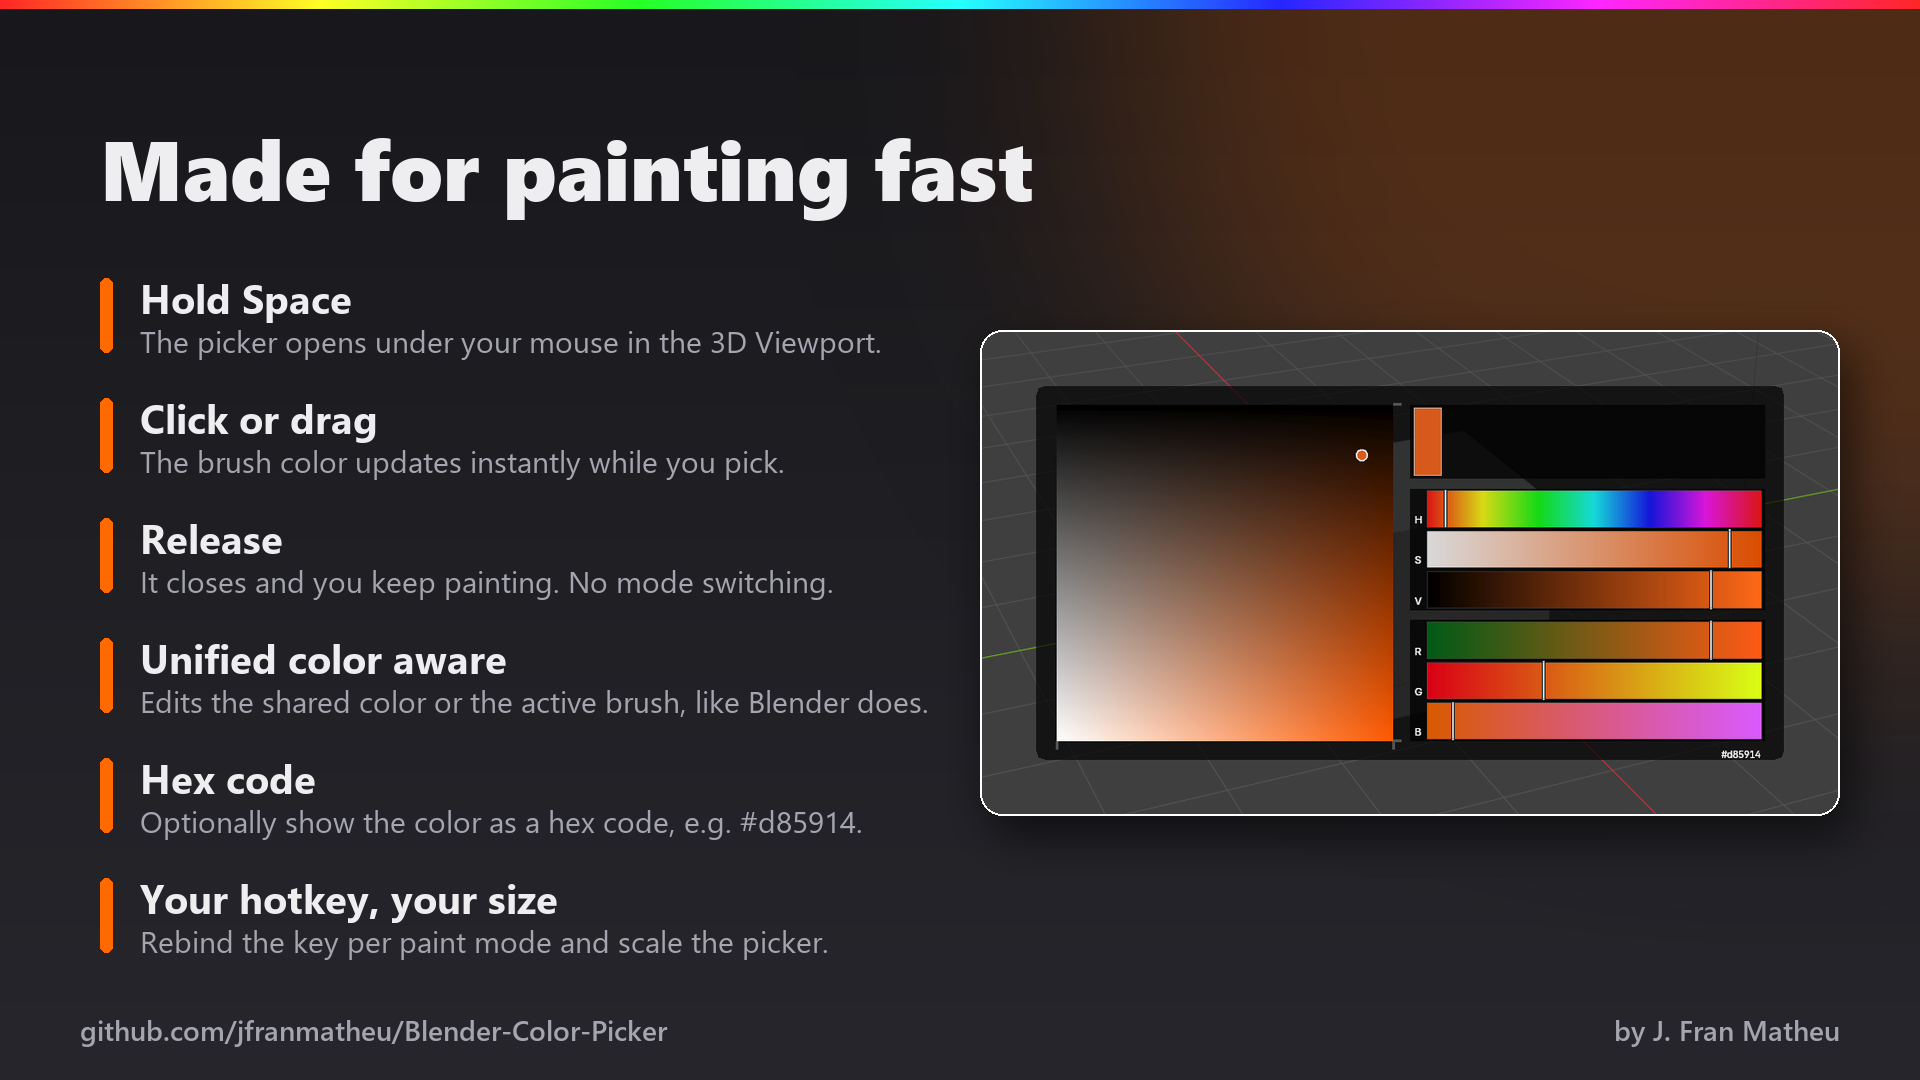 Made for painting fast
Hold Space
The picker opens under your mouse in the 3D Viewport.
Click or drag
The brush color updates instantly while you pick.
Release
It closes and you keep painting. No mode switching.
Unified color aware
Edits the shared color or the active brush, like Blender does.
Hex code
Optionally show the color as a hex code, e.g. #d85914.
Your hotkey, your size
Rebind the key per paint mode and scale the picker.
H
S
V
R
G
B
#d85914
github.com/jfranmatheu/Blender-Color-Picker
by J. Fran Matheu